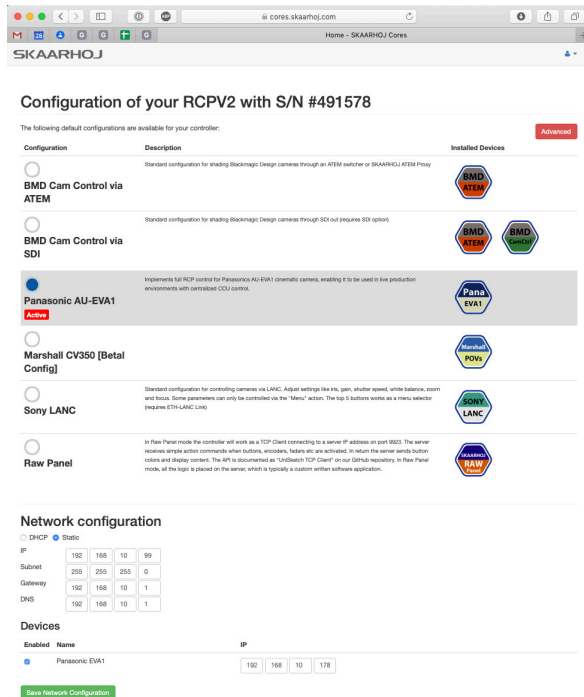 cores.skaarhoj.com
28
G
G
G
Home – SKAARHOJ Cores
SKAARHOJ
Configuration of your RCPV2 with S/N #491578
The following default configurations are available for your controller:
Advanced
Configuration Description Installed Devices
BMD Cam Control via
ATEM
Standard configuration for shading Blackmagic Design cameras through an ATEM switcher or SKAARHOJ ATEM Proxy
BMD
ATEM
BMD Cam Control via
SDI
Standard configuration for shading Blackmagic Design cameras through SDI out (requires SDI option)
BMD
ATEM
BMD
CamCtrl
Panasonic AU-EVA1
Active
Implements full RCP control for Panasonics AU-EVA1 cinematic camera, enabling it to be used in live production
environments with centralized CCU control.
Pana
EVA1
Marshall CV350 [Betal
Config]
Marshall
POVs
Sony LANC
Standard configuration for controlling cameras via LANC. Adjust settings like iris, gain, shutter speed, white balance, zoom
and focus. Some parameters can only be controlled via the "Menu" action. The top 5 buttons works as a menu selector
(requires ETH-LANC Link)
SONY
LANC
Raw Panel
In Raw Panel mode the controller will work as a TCP Client connecting to a server IP address on port 9923. The server
receives simple action commands when buttons, encoders, faders etc are activated. In return the server sends button
colors and display content. The API is documented as "UniSketch TCP Client" on our GitHub repository. In Raw Panel
mode, all the logic is placed on the server, which is typically a custom written software application.
SKAARHOJ
RAW
Panel
Network configuration
DHCP Static
IP 192 168 10 99
Subnet 255 255 255 0
Gateway 192 168 10 1
DNS 192 168 10 1
Devices
Enabled Name IP
Panasonic EVA1 192 168 10 178
Save Network Configuration